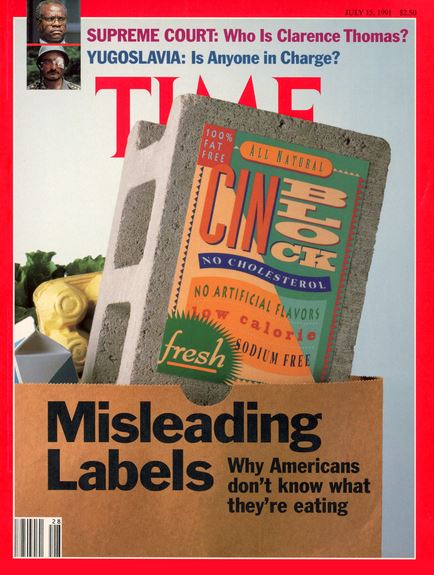 JULY 15, 1991 $2.50
SUPREME COURT: Who Is Clarence Thomas?
YUGOSLAVIA: Is Anyone in Charge?
TIME
100%
FAT
FREE
ALL NATURAL
CIN
BLOCK
NO CHOLESTEROL
NO ARTIFICIAL FLAVORS
low calorie
SODIUM FREE
fresh
Misleading
Labels
Why Americans
don't know what
they're eating
28